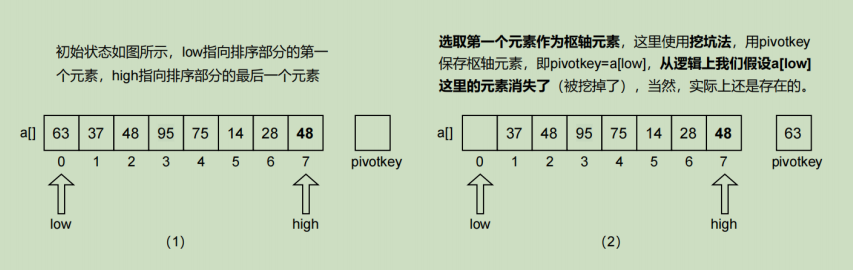 初始状态如图所示，low指向排序部分的第一
个元素，high指向排序部分的最后一个元素
a[] 63 37 48 95 75 14 28 48
0 1 2 3 4 5 6 7 pivotkey
low high
（1）
选取第一个元素作为枢轴元素，这里使用挖坑法，用pivotkey
保存枢轴元素，即pivotkey=a[low]，从逻辑上我们假设a[low]
这里的元素消失了（被挖掉了），当然，实际上还是存在的。
a[] 37 48 95 75 14 28 48 63
0 1 2 3 4 5 6 7 pivotkey
low high
（2）